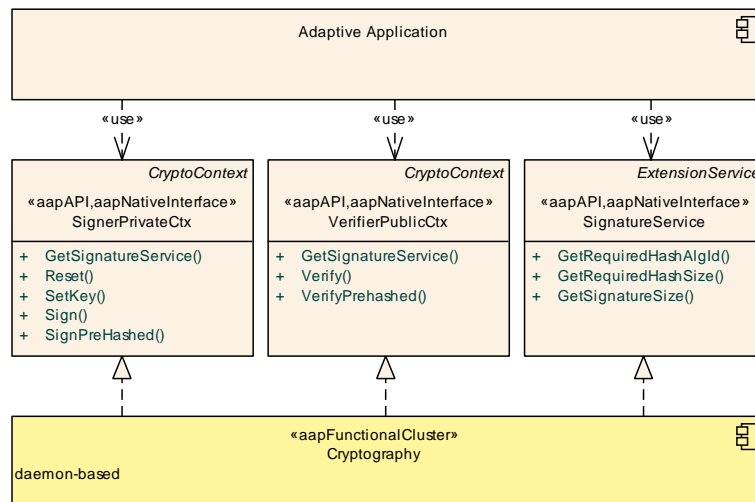 Adaptive Application
«use»
«use»
«use»
CryptoContext
«aapAPI,aapNativeInterface»
SignerPrivateCtx
+ GetSignatureService()
+ Reset()
+ SetKey()
+ Sign()
+ SignPreHashed()
CryptoContext
«aapAPI,aapNativeInterface»
VerifierPublicCtx
+ GetSignatureService()
+ Verify()
+ VerifyPrehashed()
ExtensionService
«aapAPI,aapNativeInterface»
SignatureService
+ GetRequiredHashAlgId()
+ GetRequiredHashSize()
+ GetSignatureSize()
«aapFunctionalCluster»
Cryptography
daemon-based